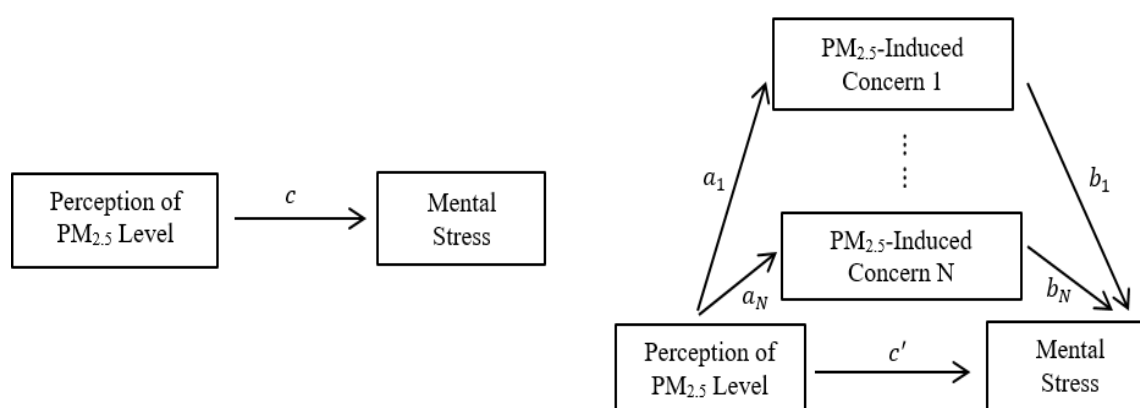 Perception of
PM2.5 Level
c
Mental
Stress
PM2.5-Induced
Concern 1
a1
b1
PM2.5-Induced
Concern N
aN
bN
Perception of
PM2.5 Level
c′
Mental
Stress